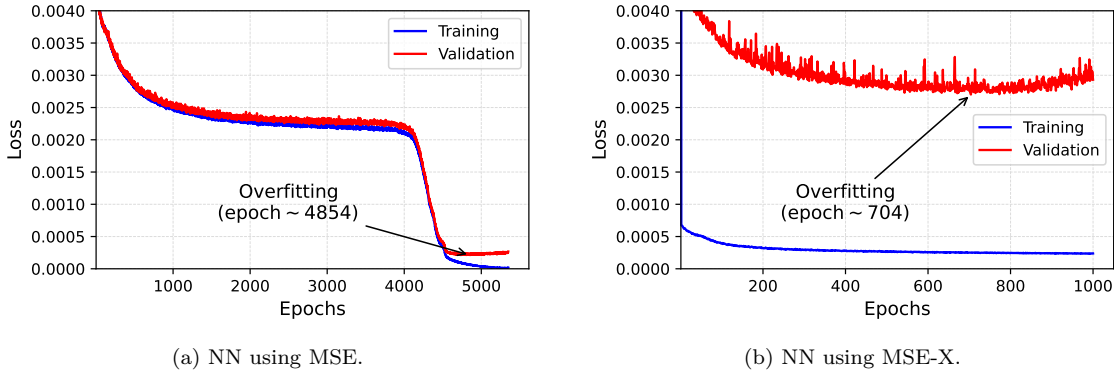 0.0040
0.0035
0.0030
0.0025
0.0020
0.0015
0.0010
0.0005
0.0000
Loss
Training
Validation
Overfitting
(epoch ~ 4854)
1000 2000 3000 4000 5000
Epochs
(a) NN using MSE.
0.0040
0.0035
0.0030
0.0025
0.0020
0.0015
0.0010
0.0005
0.0000
Loss
Training
Validation
Overfitting
(epoch ~ 704)
200 400 600 800 1000
Epochs
(b) NN using MSE-X.